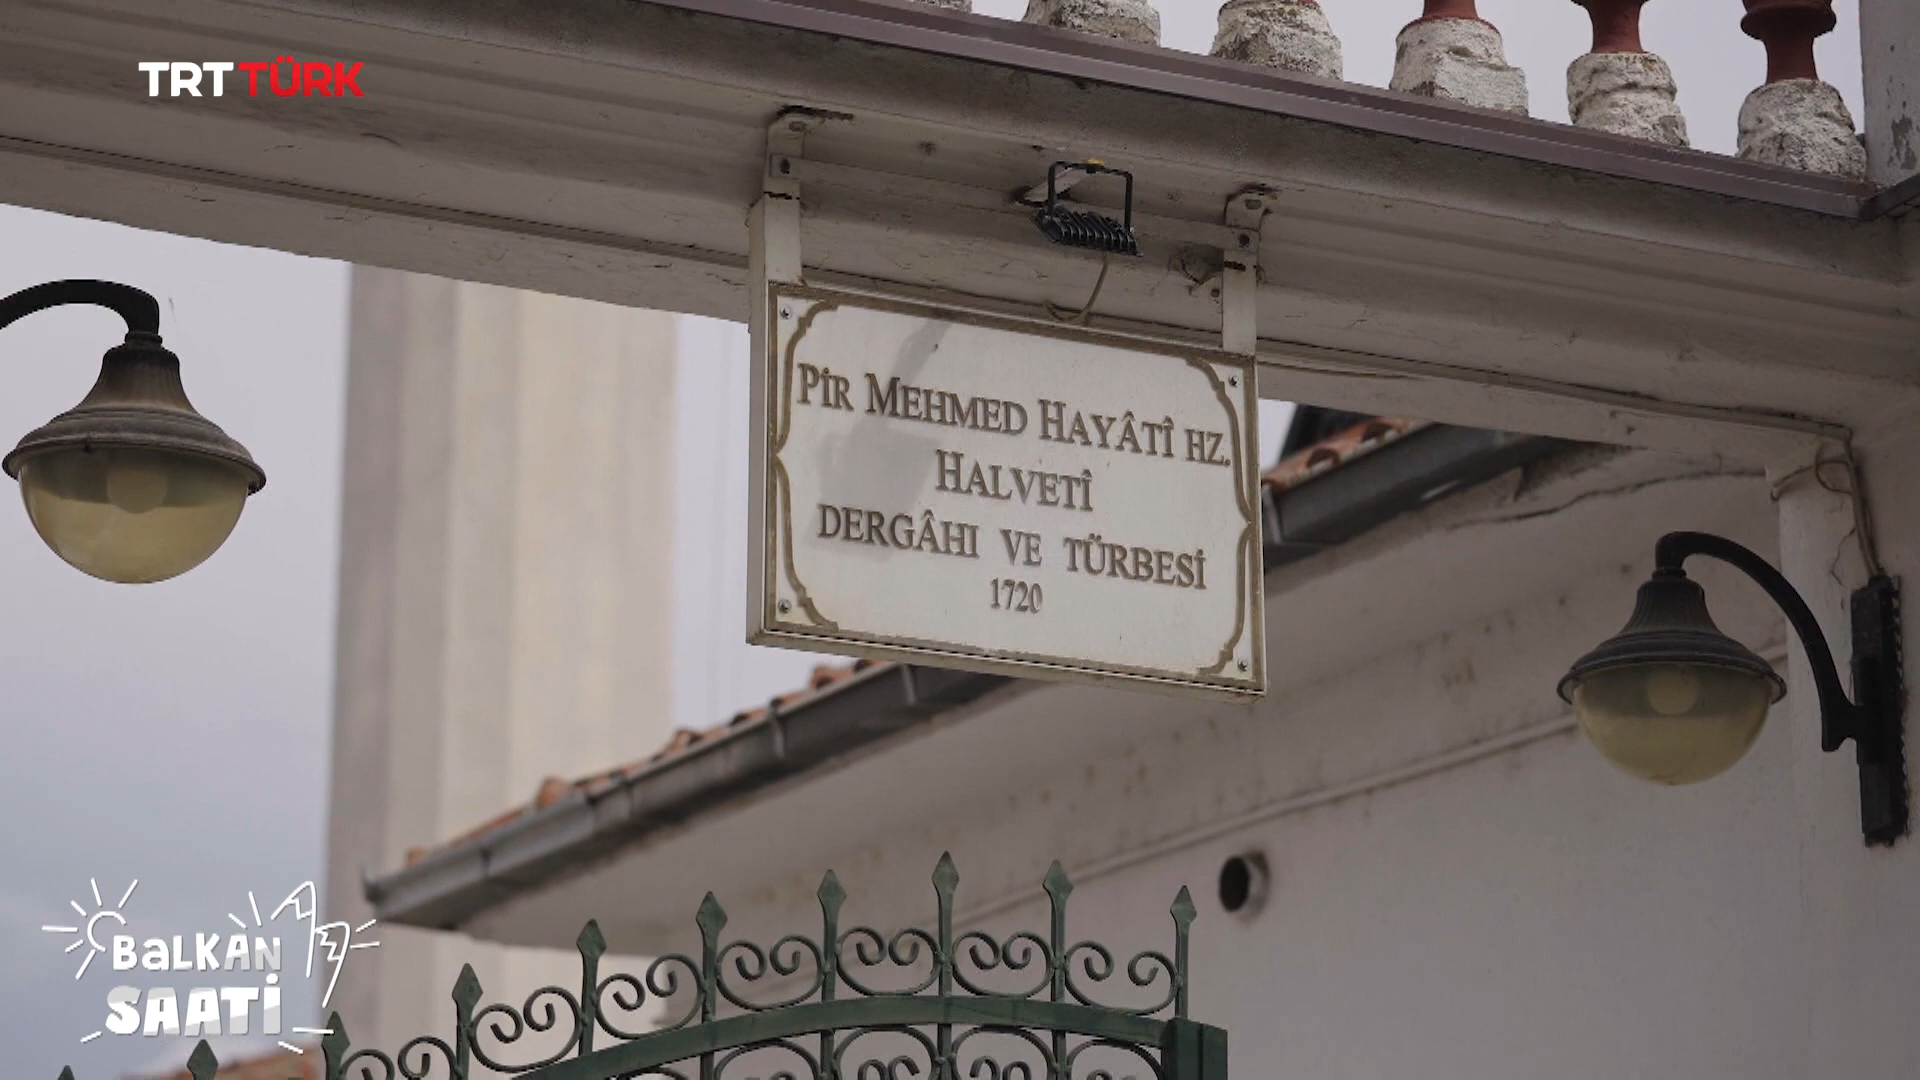 TRT TÜRK
PİR MEHMED HAYÂTÎ HZ.
HALVETÎ
DERGÂHI VE TÜRBESİ
1720
BALKAN
SAATİ